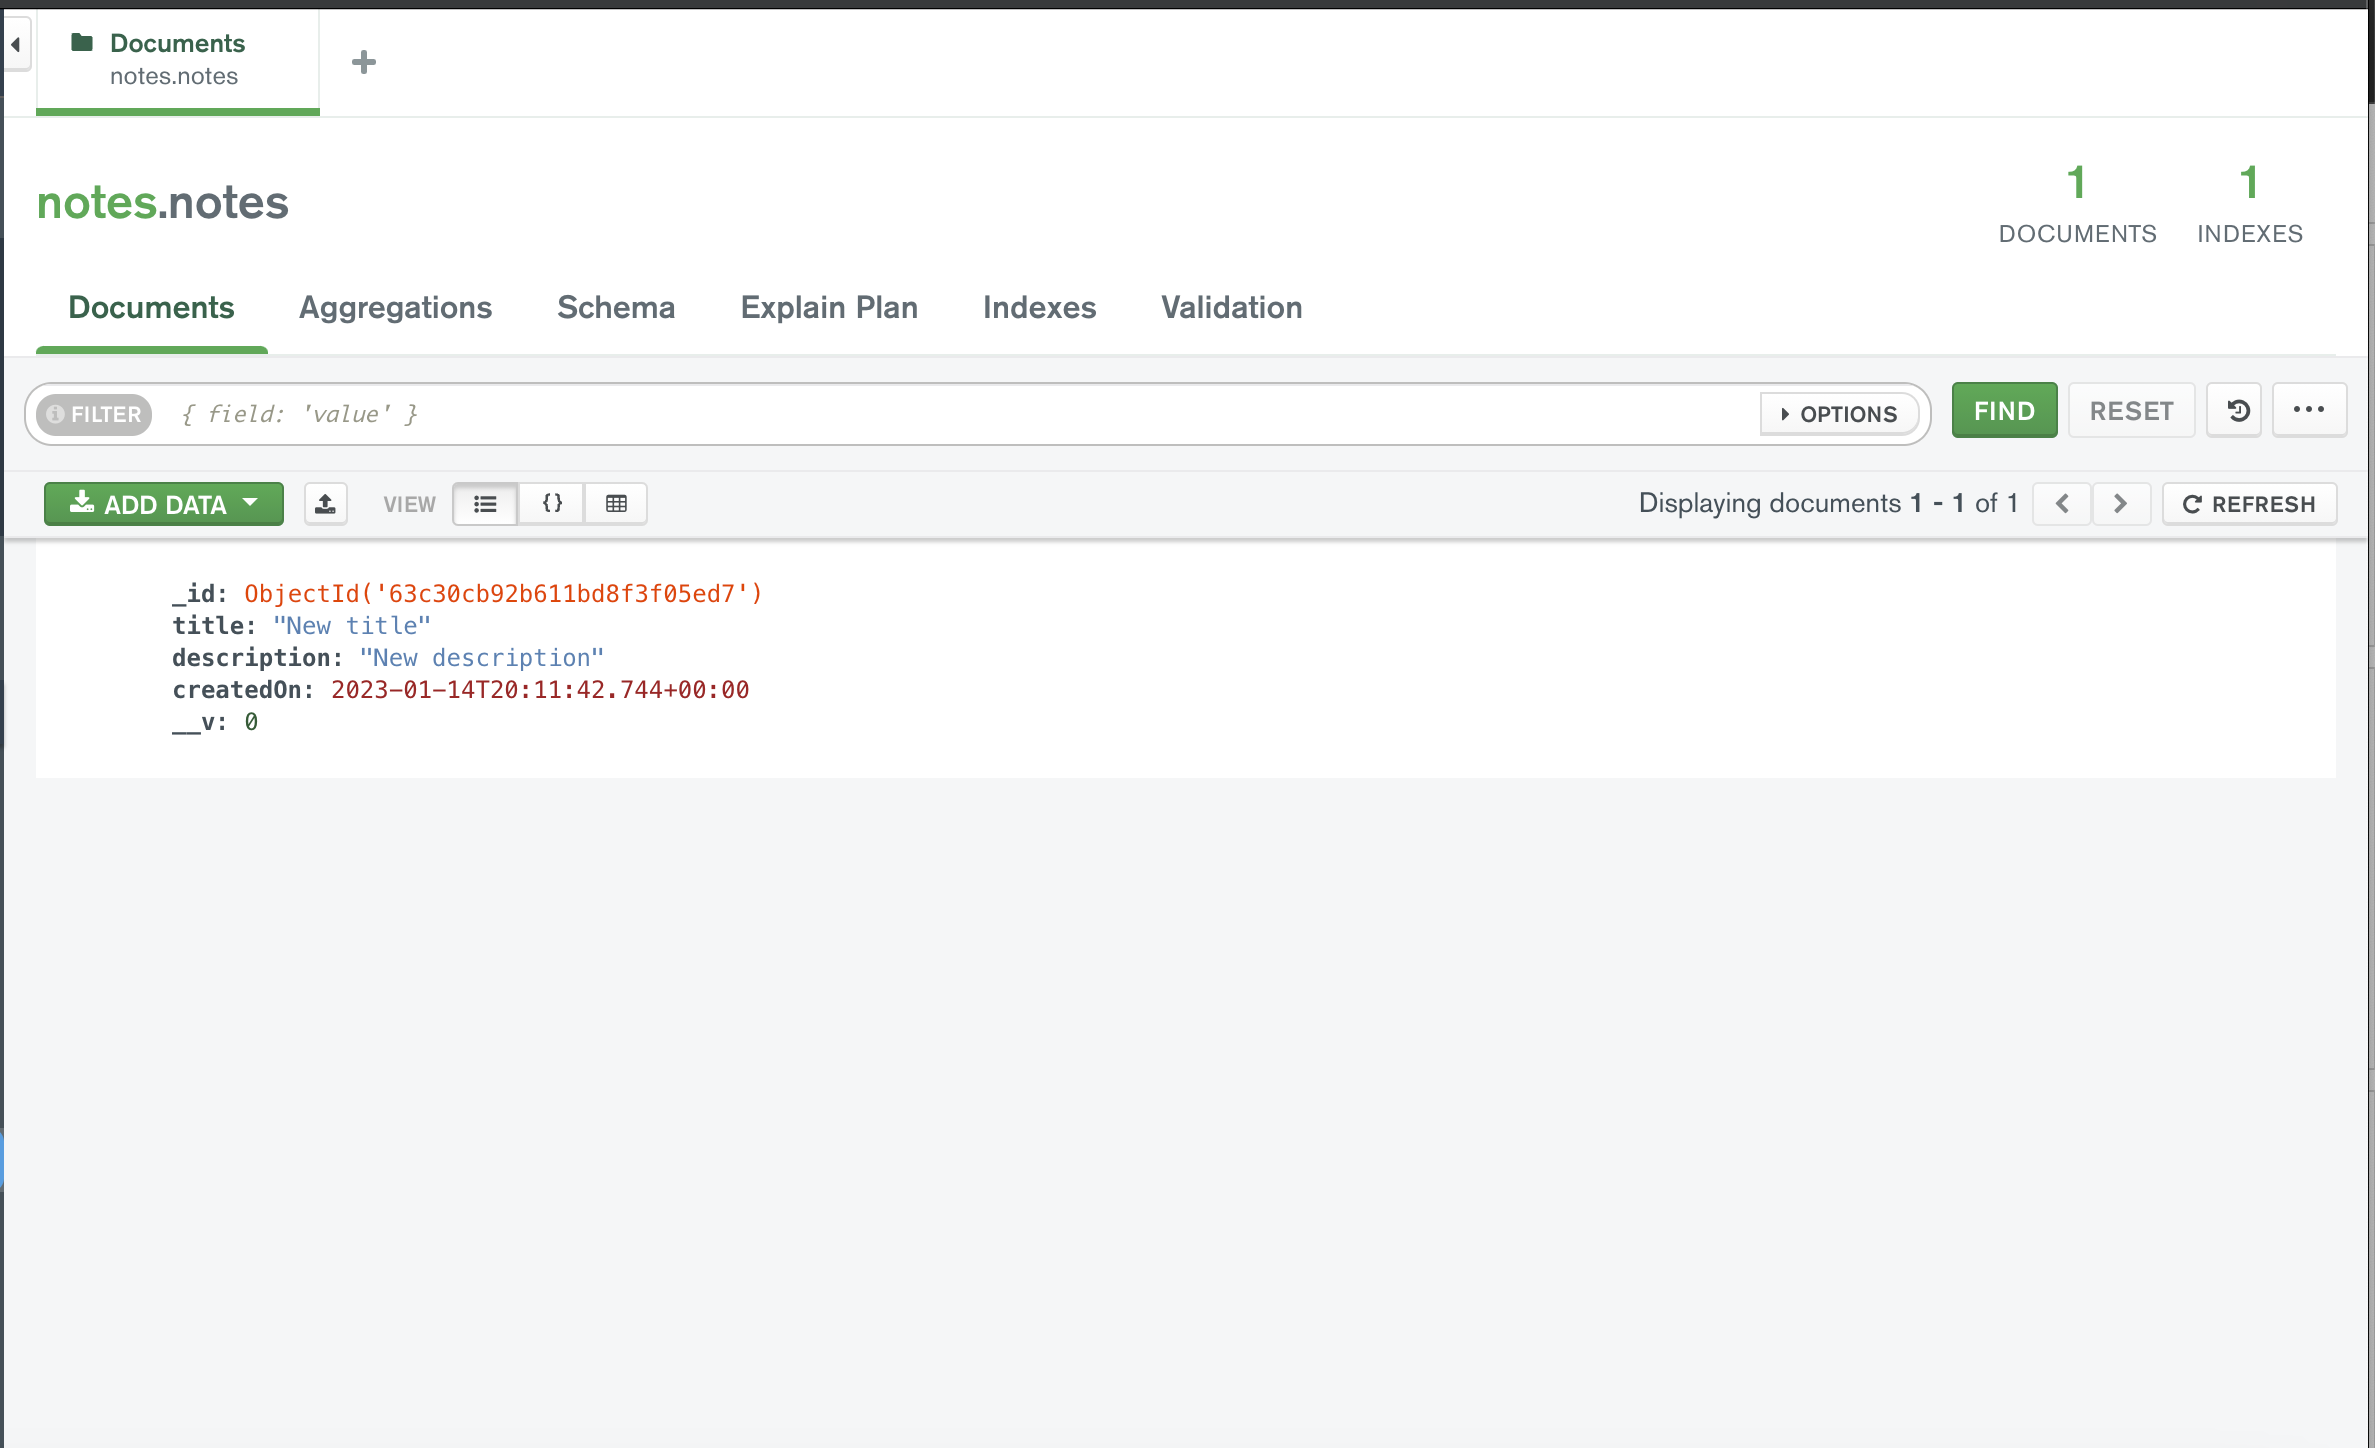 Documents
notes.notes
notes.notes
1
DOCUMENTS
1
INDEXES
Documents Aggregations Schema Explain Plan Indexes Validation
FILTER { field: 'value' } OPTIONS FIND RESET
ADD DATA VIEW {} Displaying documents 1 - 1 of 1 REFRESH
_id: ObjectId('63c30cb92b611bd8f3f05ed7')
title: "New title"
description: "New description"
createdOn: 2023-01-14T20:11:42.744+00:00
__v: 0